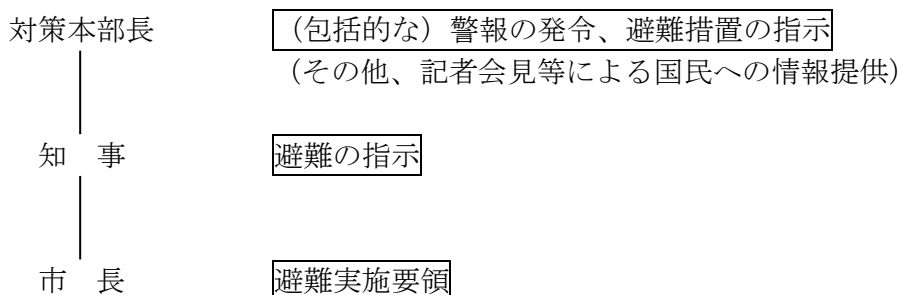 対策本部長 （包括的な）警報の発令、避難措置の指示
（その他、記者会見等による国民への情報提供）
知　事 避難の指示
市　長 避難実施要領